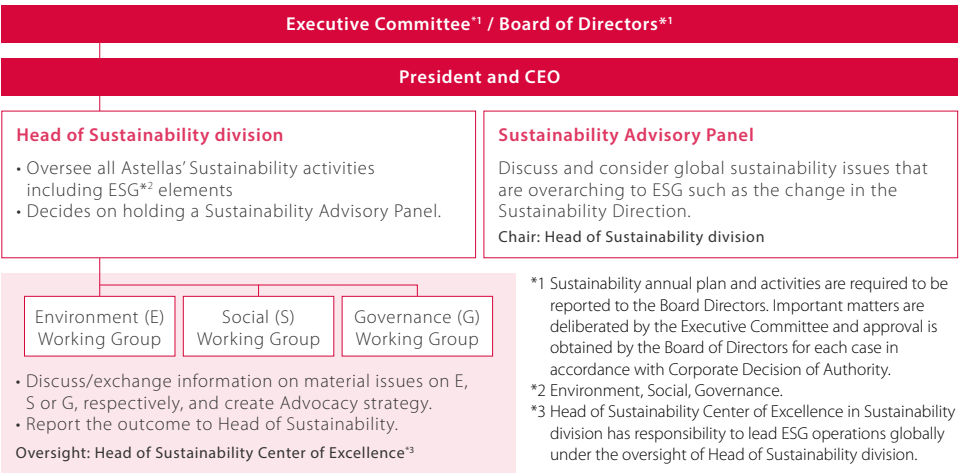 Executive Committee*1 / Board of Directors*1
President and CEO
Head of Sustainability division
• Oversee all Astellas’ Sustainability activities
including ESG*2 elements
• Decides on holding a Sustainability Advisory Panel.
Sustainability Advisory Panel
Discuss and consider global sustainability issues that
are overarching to ESG such as the change in the
Sustainability Direction.
Chair: Head of Sustainability division
Environment (E)
Working Group
Social (S)
Working Group
Governance (G)
Working Group
• Discuss/exchange information on material issues on E,
S or G, respectively, and create Advocacy strategy.
• Report the outcome to Head of Sustainability.
Oversight: Head of Sustainability Center of Excellence*3
*1 Sustainability annual plan and activities are required to be
reported to the Board Directors. Important matters are
deliberated by the Executive Committee and approval is
obtained by the Board of Directors for each case in
accordance with Corporate Decision of Authority.
*2 Environment, Social, Governance.
*3 Head of Sustainability Center of Excellence in Sustainability
division has responsibility to lead ESG operations globally
under the oversight of Head of Sustainability division.